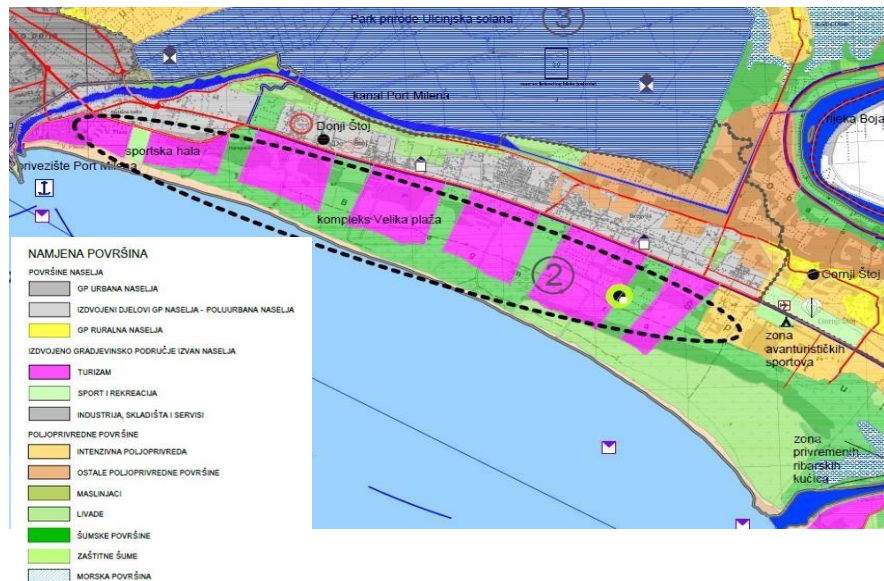 Park prirode Ulcinjska solana
3
kanal Port Milena
rijeka Boja
Donji Štoj
sportska hala
privezište Port Milena
kompleks Velika plaža
2
Gornji Štoj
Gornji Štoj
zona
avanturističkih
sportova
zona
privremenih
ribarskih
kućica
NAMJENA POVRŠINA
POVRŠINE NASELJA
GP URBANA NASELJA
IZDVOJENI DJELOVI GP NASELJA - POLUURBANA NASELJA
GP RURALNA NASELJA
IZDVOJENO GRADJEVINSKO PODRUČJE IZVAN NASELJA
TURIZAM
SPORT I REKREACIJA
INDUSTRIJA, SKLADIŠTA I SERVISI
POLJOPRIVREDNE POVRŠINE
INTENZIVNA POLJOPRIVREDA
OSTALE POLJOPRIVREDNE POVRŠINE
MASLINJACI
LIVADE
ŠUMSKE POVRŠINE
ZAŠTITNE ŠUME
MORSKA POVRŠINA